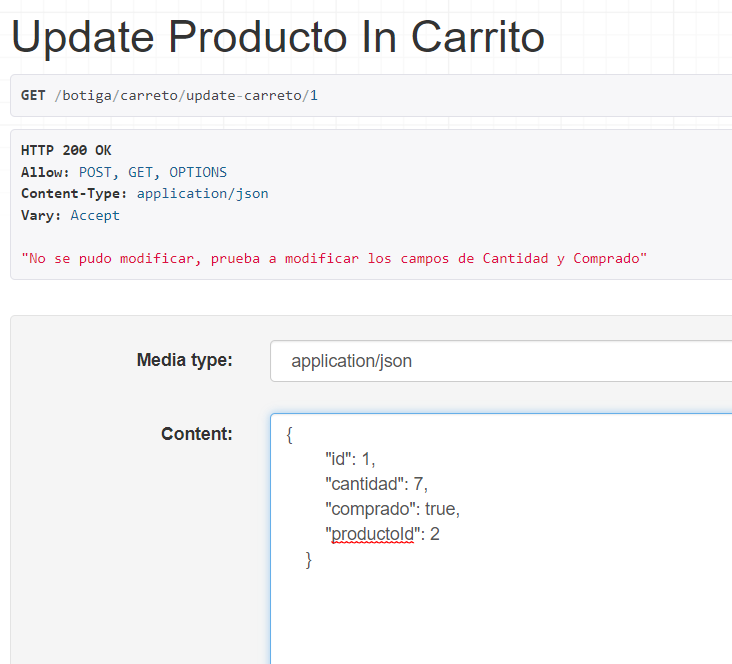 Update Producto In Carrito
GET /botiga/carreto/update-carreto/1
HTTP 200 OK
Allow: POST, GET, OPTIONS
Content-Type: application/json
Vary: Accept
"No se pudo modificar, prueba a modificar los campos de Cantidad y Comprado"
Media type: application/json
Content: {
"id": 1,
"cantidad": 7,
"comprado": true,
"productoId": 2
}